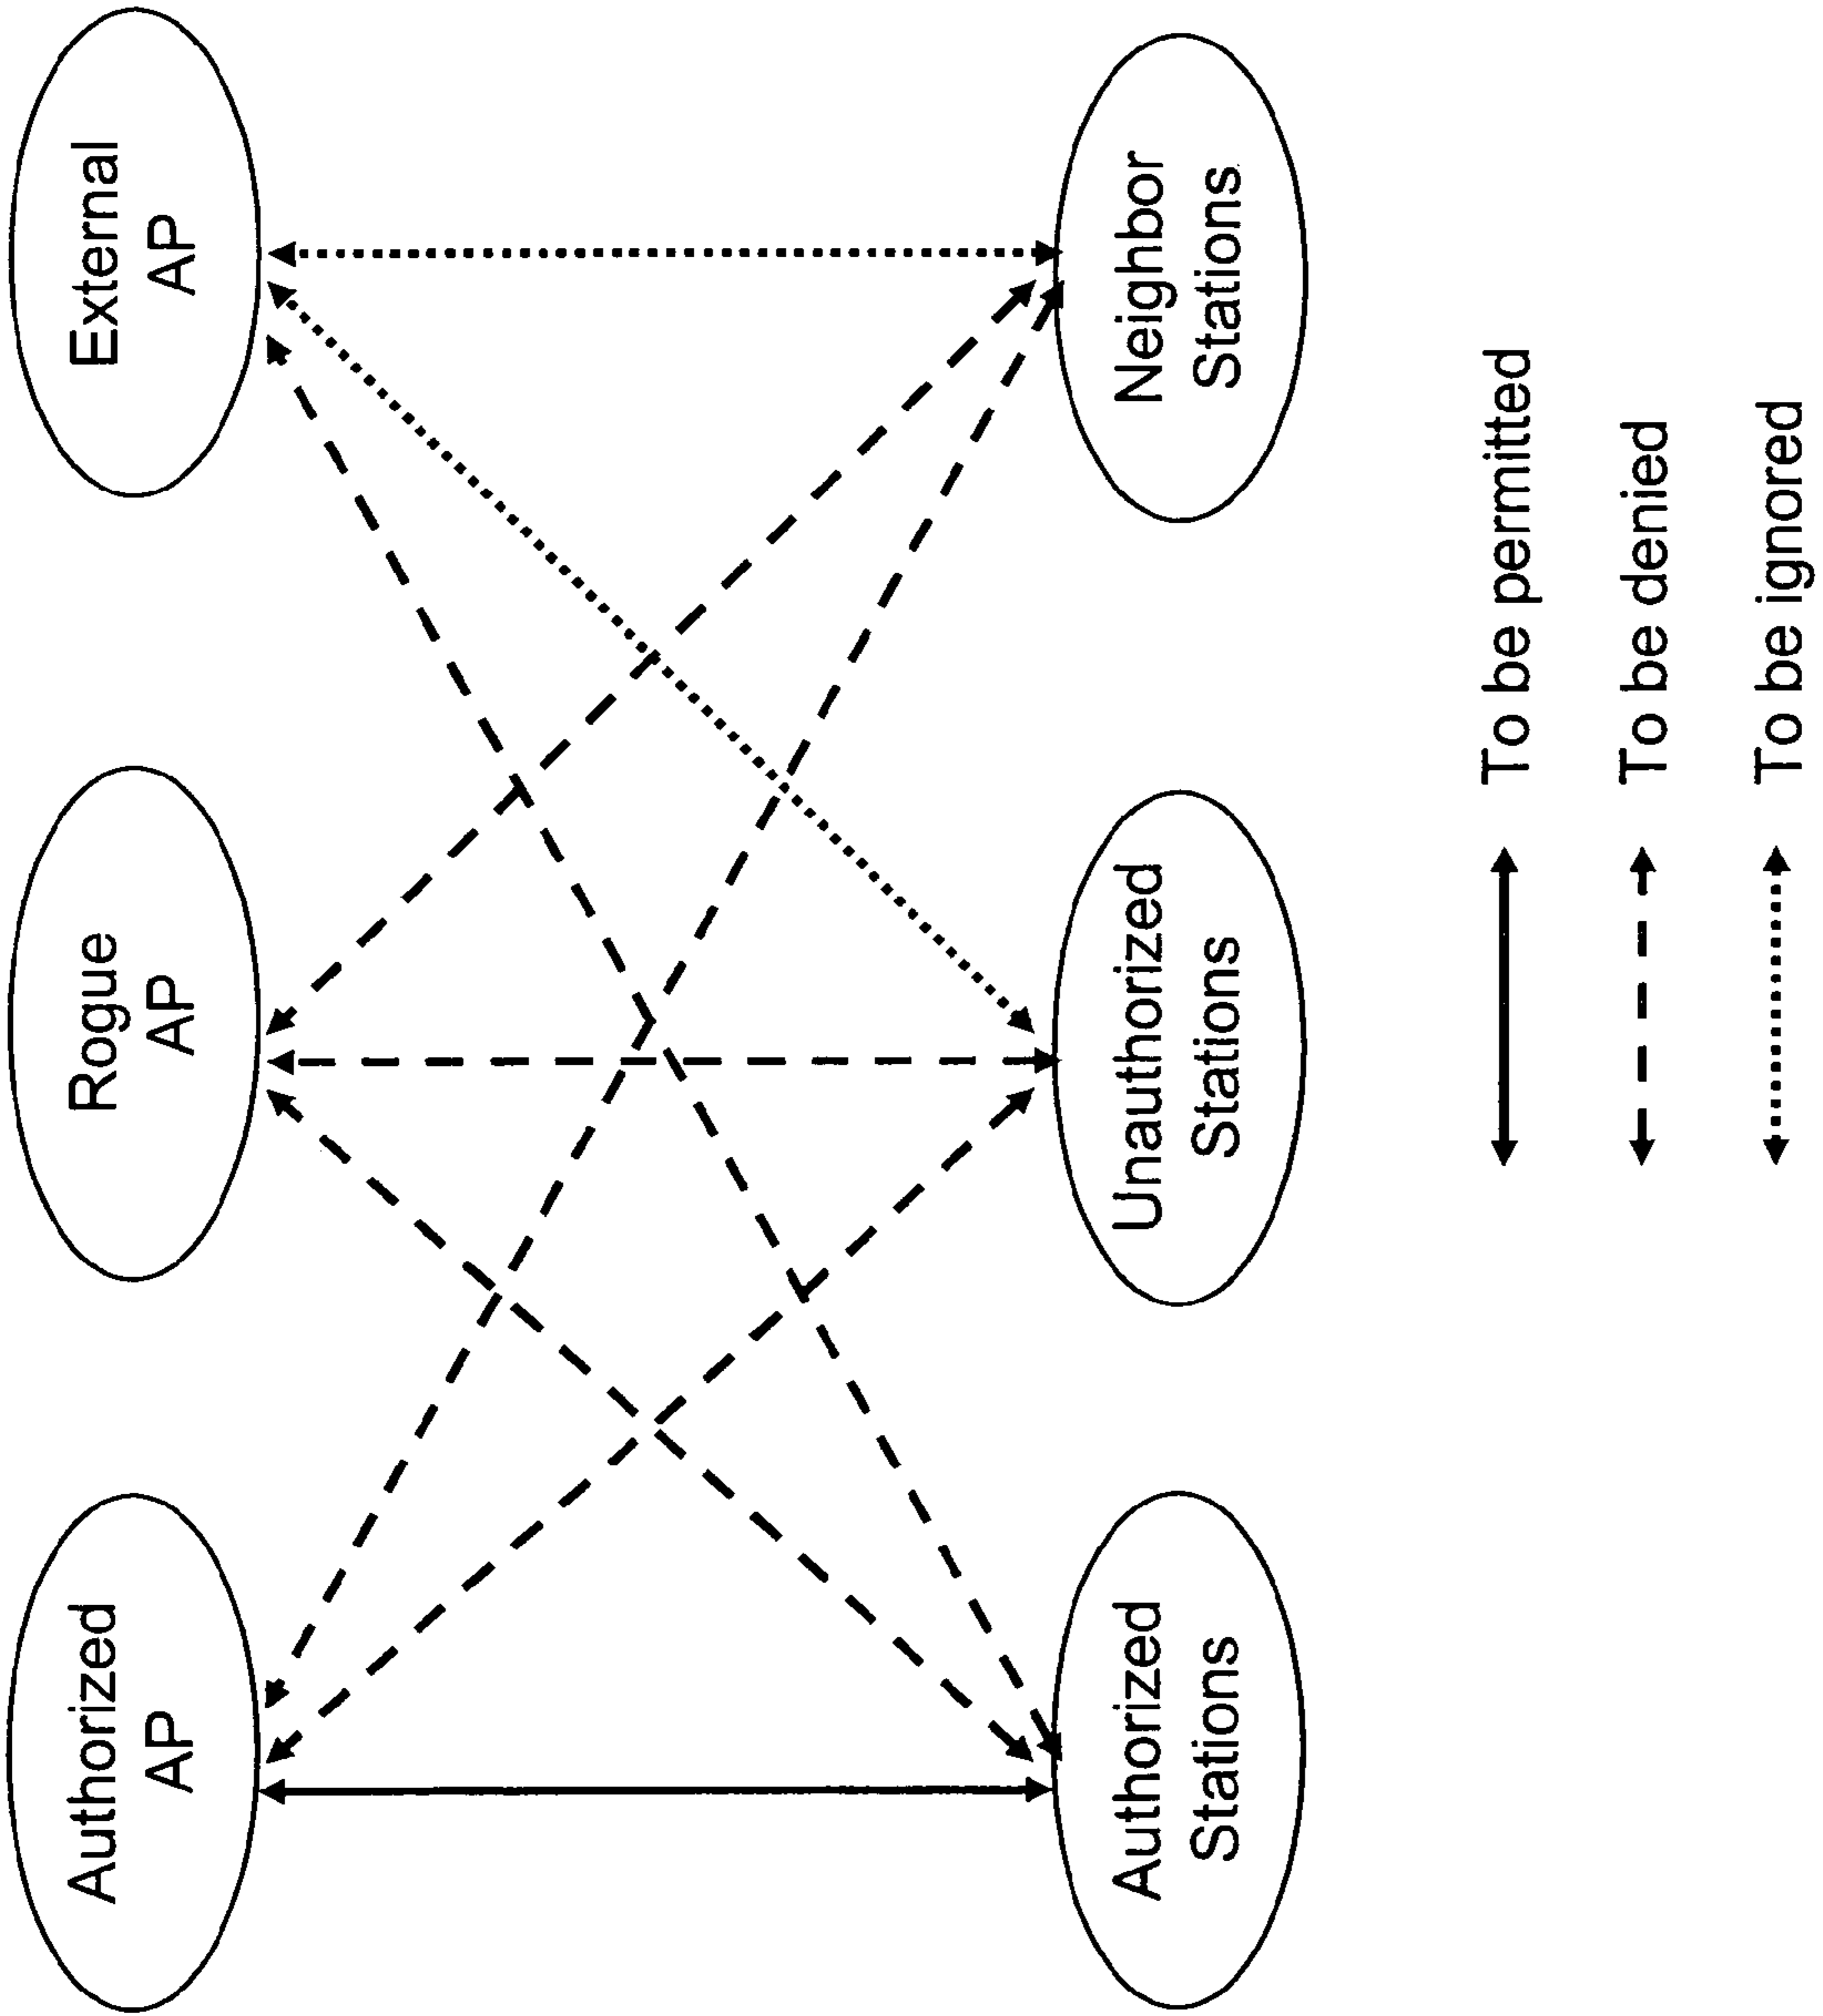 Authorized
AP
Rogue
AP
External
AP
Authorized
Stations
Unauthorized
Stations
Neighbor
Stations
To be permitted
To be denied
To be ignored